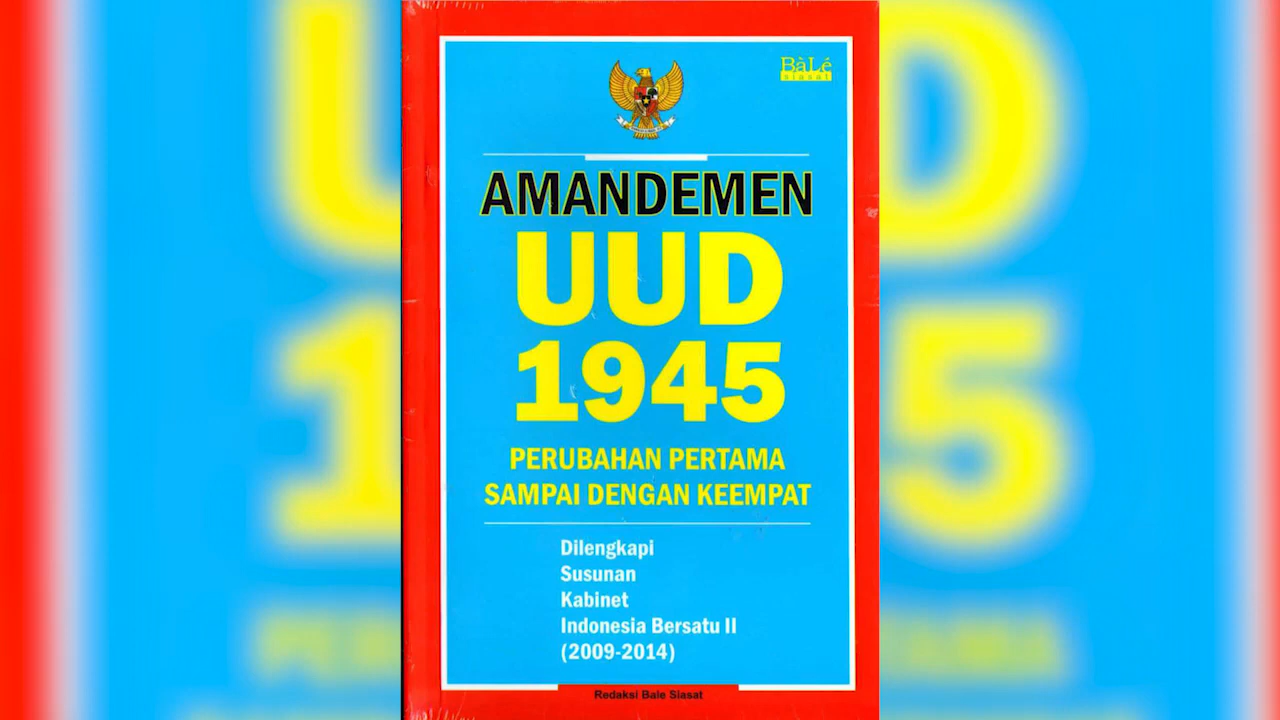 BàLé
siasat
AMANDEMEN
UUD
1945
PERUBAHAN PERTAMA
SAMPAI DENGAN KEEMPAT
Dilengkapi
Susunan
Kabinet
Indonesia Bersatu II
(2009-2014)
Redaksi Bale Siasat